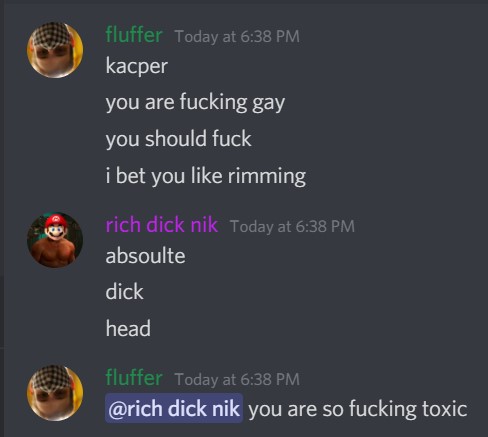 fluffer Today at 6:38 PM
kacper
you are fucking gay
you should fuck
i bet you like rimming
rich dick nik Today at 6:38 PM
absoulte
dick
head
fluffer Today at 6:38 PM
@rich dick nik you are so fucking toxic